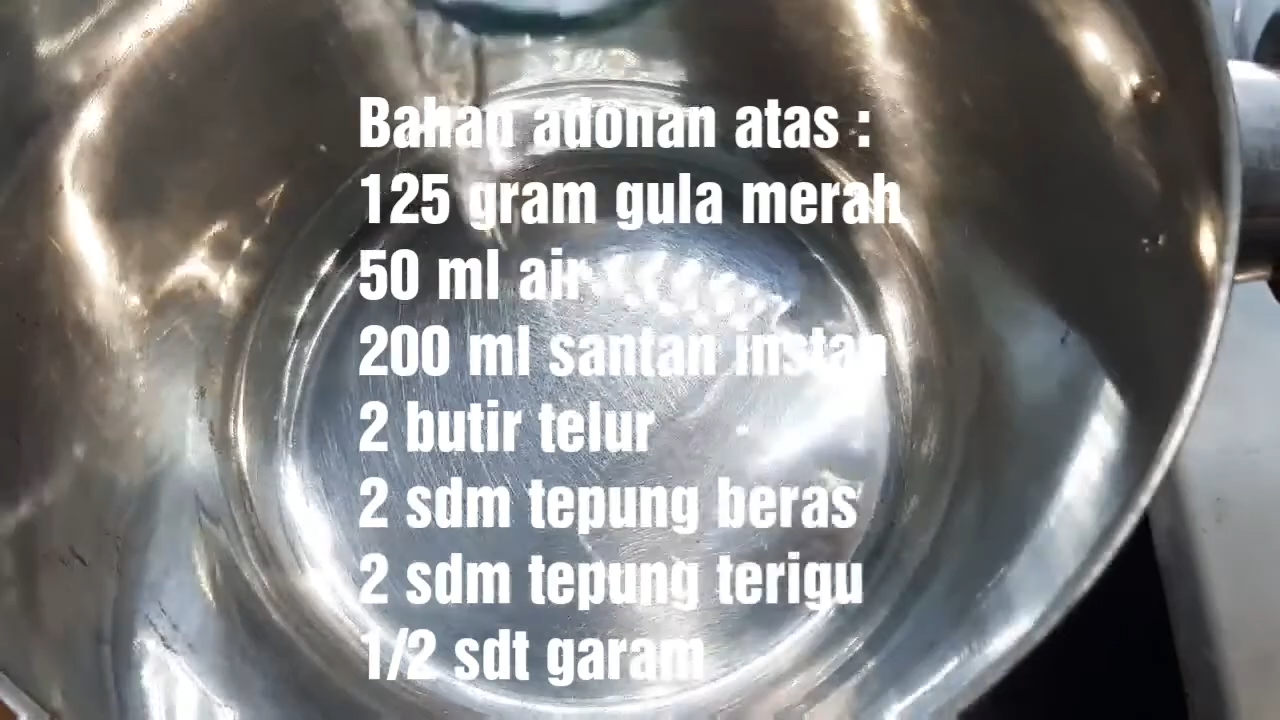 Bahan adonan atas :
125 gram gula merah
50 ml air
200 ml santan instan
2 butir telur
2 sdm tepung beras
2 sdm tepung terigu
1/2 sdt garam